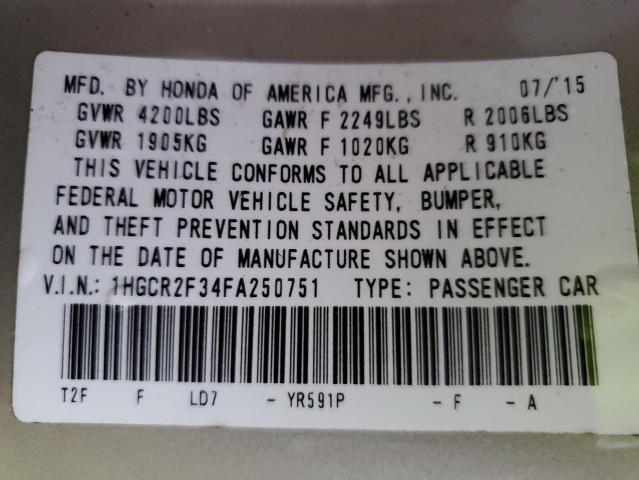 MFD. BY HONDA OF AMERICA MFG., INC. 07/'15
GVWR 4200LBS GAWR F 2249LBS R 2006LBS
GVWR 1905KG GAWR F 1020KG R 910KG
THIS VEHICLE CONFORMS TO ALL APPLICABLE
FEDERAL MOTOR VEHICLE SAFETY, BUMPER,
AND THEFT PREVENTION STANDARDS IN EFFECT
ON THE DATE OF MANUFACTURE SHOWN ABOVE.
V.I.N.: 1HGCR2F34FA250751 TYPE: PASSENGER CAR
T2F F LD7 - YR591P - F - A